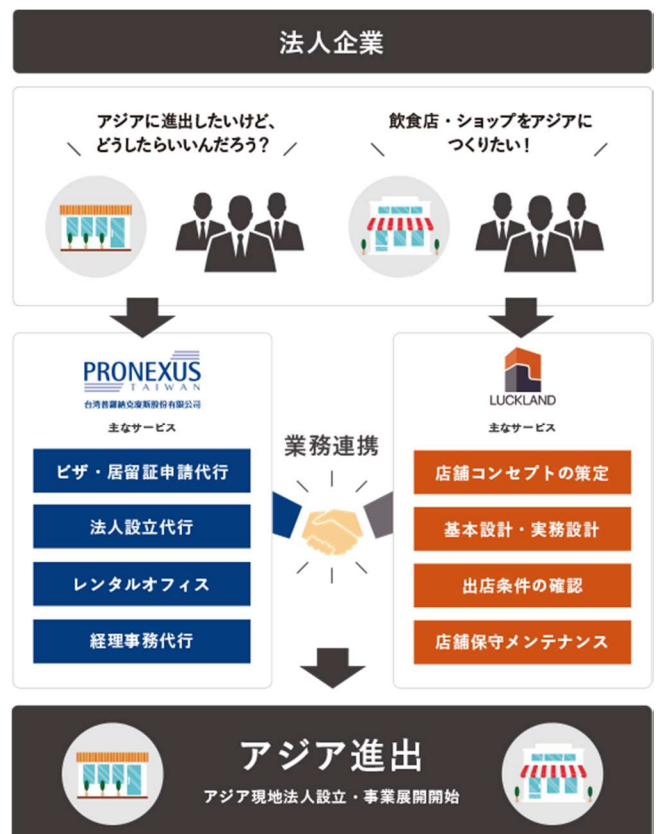 法人企業
アジアに進出したいけど、
どうしたらいいんだろう？
飲食店・ショップをアジアに
つくりたい！
PRONEXUS
TAIWAN
台湾普羅納克廈斯股份有限公司
主なサービス
ビザ・居留証申請代行
法人設立代行
レンタルオフィス
経理事務代行
業務連携
LUCKLAND
主なサービス
店舗コンセプトの策定
基本設計・実務設計
出店条件の確認
店舗保守メンテナンス
アジア進出
アジア現地法人設立・事業展開開始